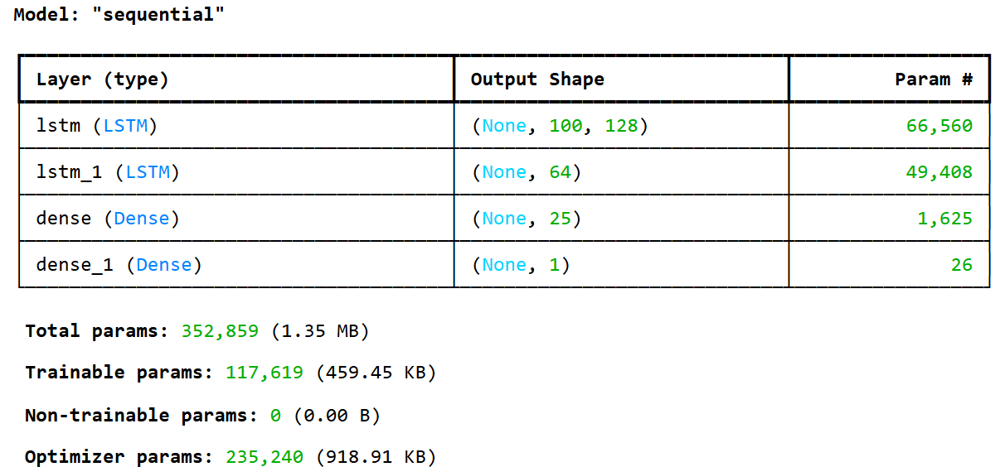 Model: "sequential"
Layer (type) Output Shape Param #
lstm (LSTM) (None, 100, 128) 66,560
lstm_1 (LSTM) (None, 64) 49,408
dense (Dense) (None, 25) 1,625
dense_1 (Dense) (None, 1) 26
Total params: 352,859 (1.35 MB)
Trainable params: 117,619 (459.45 KB)
Non-trainable params: 0 (0.00 B)
Optimizer params: 235,240 (918.91 KB)